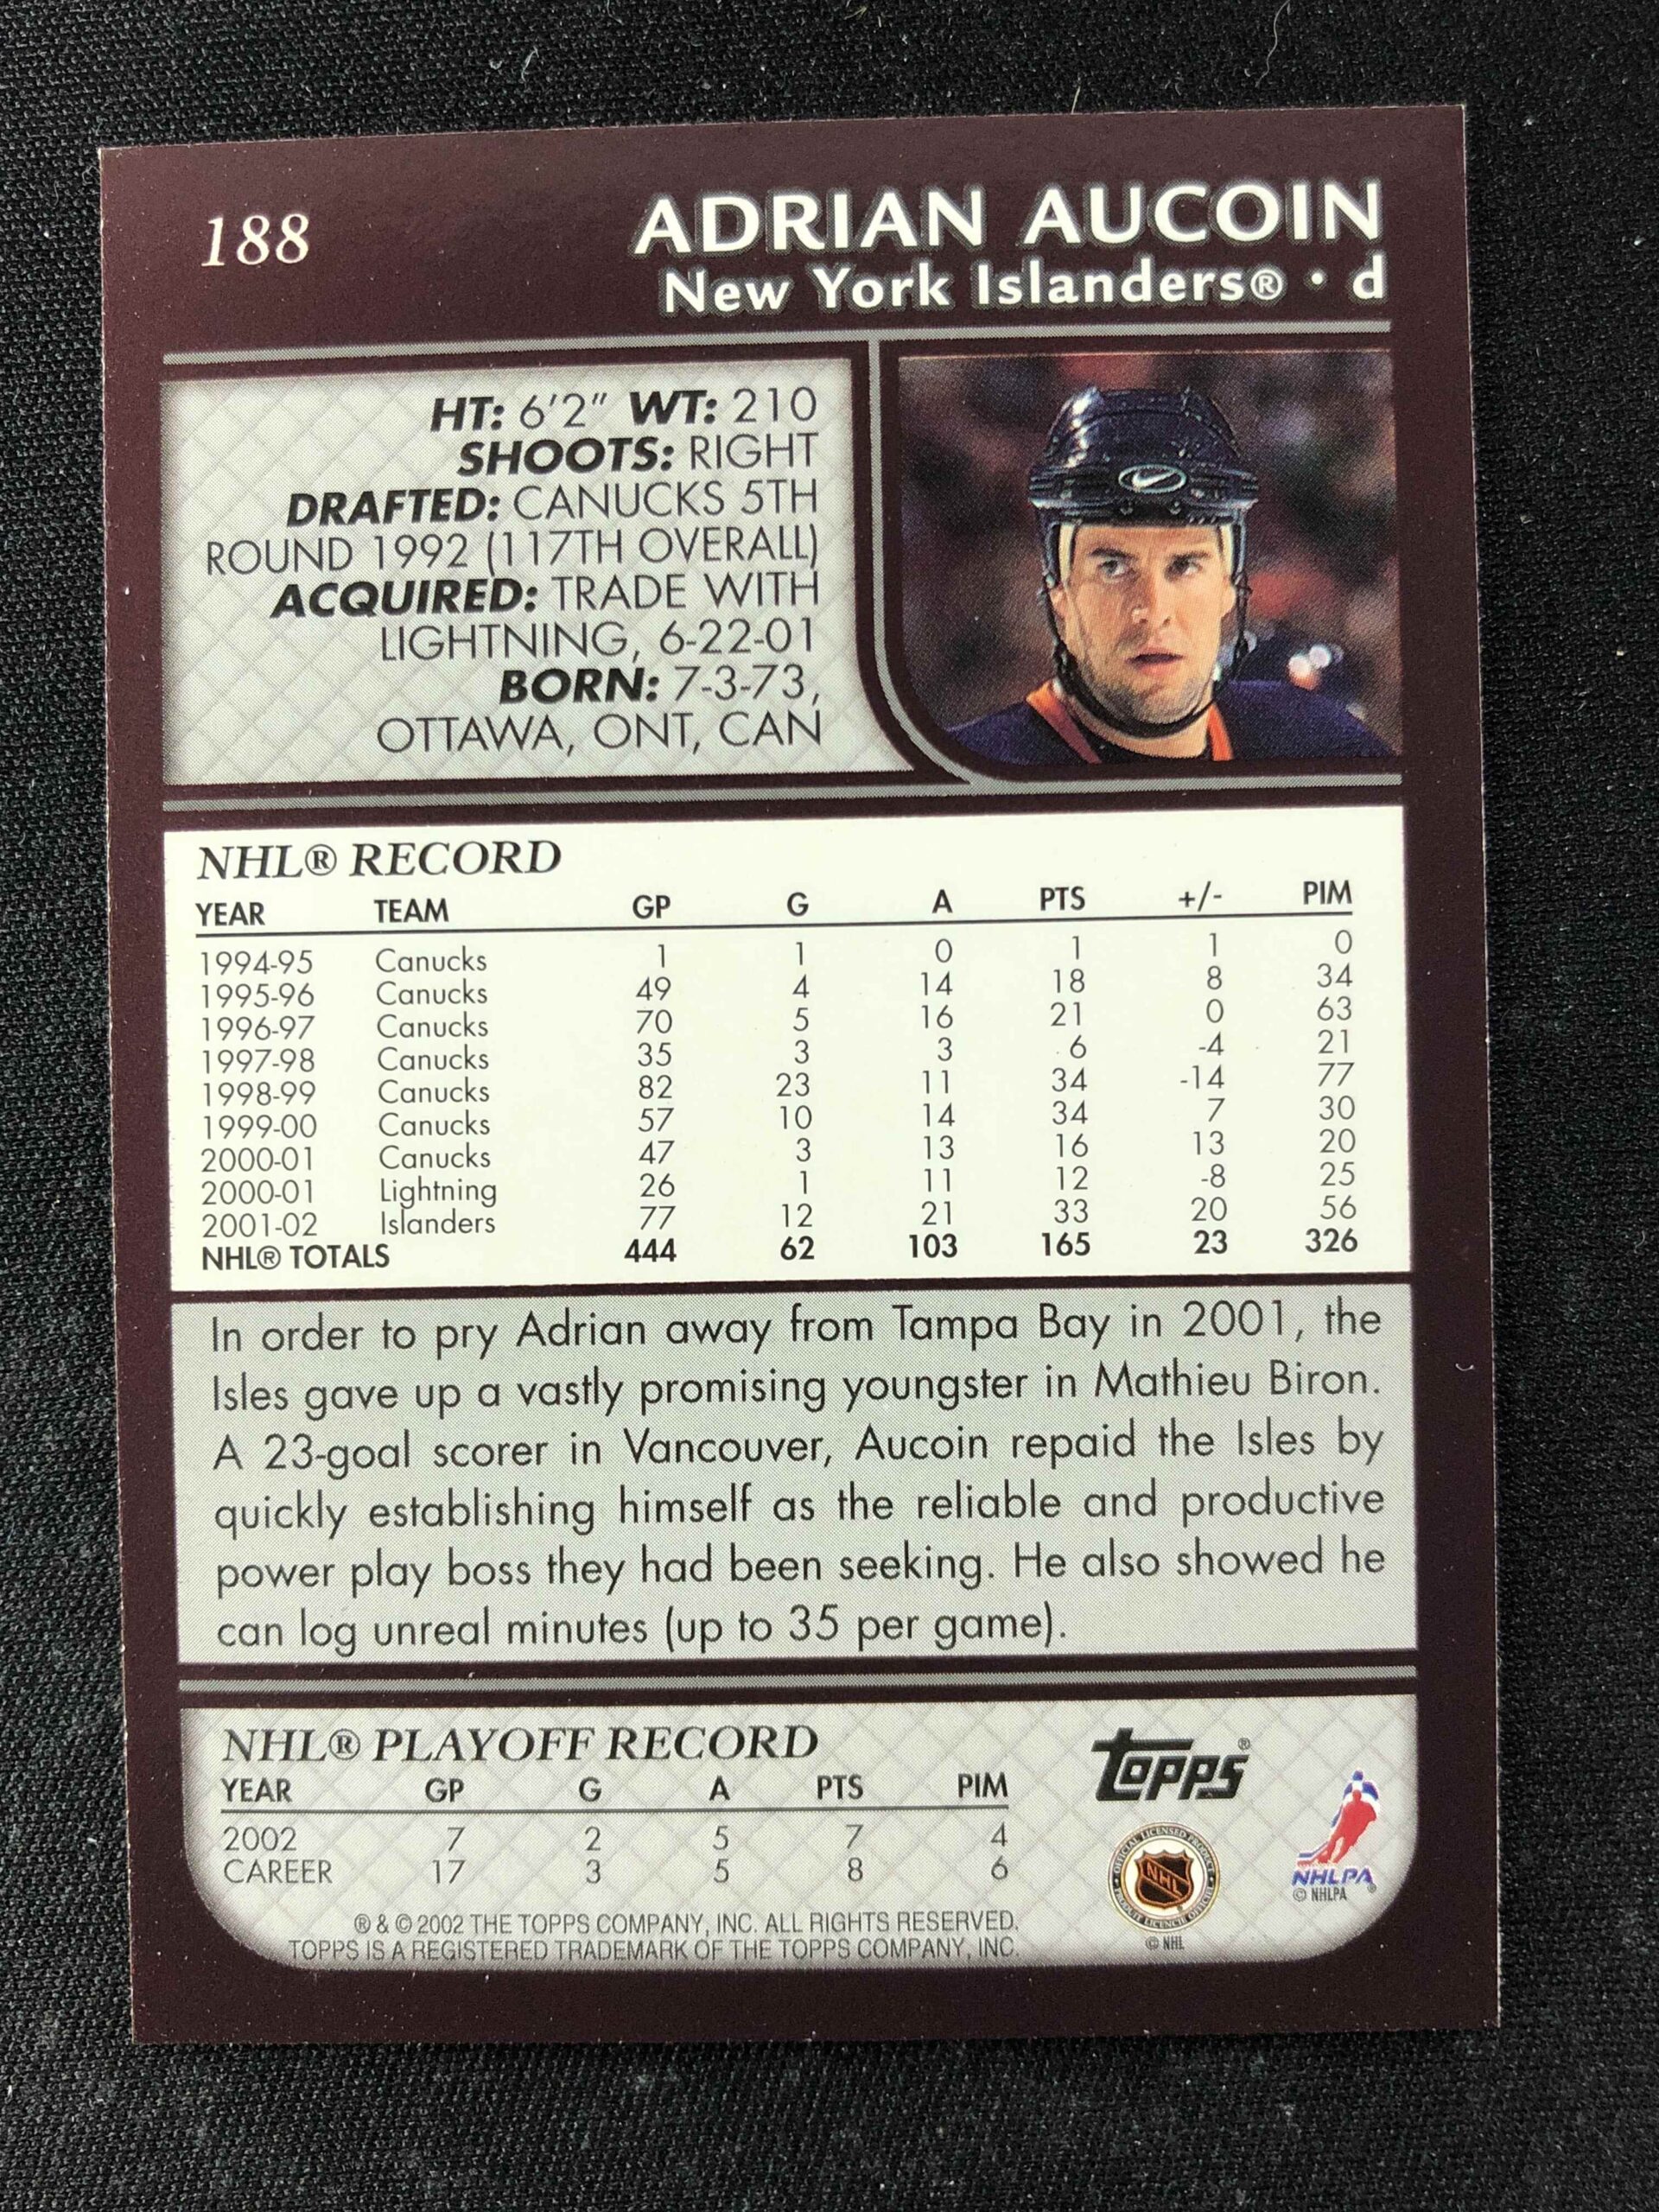 188
ADRIAN AUCOIN
New York Islanders® • d
HT: 6'2" WT: 210
SHOOTS: RIGHT
DRAFTED: CANUCKS 5TH
ROUND 1992 (117TH OVERALL)
ACQUIRED: TRADE WITH
LIGHTNING, 6-22-01
BORN: 7-3-73,
OTTAWA, ONT, CAN
NHL® RECORD
YEAR TEAM GP G A PTS +/- PIM
1994-95 Canucks 1 1 0 1 1 0
1995-96 Canucks 49 4 14 18 8 34
1996-97 Canucks 70 5 16 21 0 63
1997-98 Canucks 35 3 3 6 -4 21
1998-99 Canucks 82 23 11 34 -14 77
1999-00 Canucks 57 10 14 34 7 30
2000-01 Canucks 47 3 13 16 13 20
2000-01 Lightning 26 1 11 12 -8 25
2001-02 Islanders 77 12 21 33 20 56
NHL® TOTALS 444 62 103 165 23 326
In order to pry Adrian away from Tampa Bay in 2001, the
Isles gave up a vastly promising youngster in Mathieu Biron.
A 23-goal scorer in Vancouver, Aucoin repaid the Isles by
quickly establishing himself as the reliable and productive
power play boss they had been seeking. He also showed he
can log unreal minutes (up to 35 per game).
NHL® PLAYOFF RECORD
YEAR GP G A PTS PIM
2002 7 2 5 7 4
CAREER 17 3 5 8 6
® & © 2002 THE TOPPS COMPANY, INC. ALL RIGHTS RESERVED.
TOPPS IS A REGISTERED TRADEMARK OF THE TOPPS COMPANY, INC.
Topps®
OFFICIAL LICENSED PRODUCT
NHL
PRODUIT LICENCIÉ OFFICIEL
© NHL
NHLPA®
© NHLPA